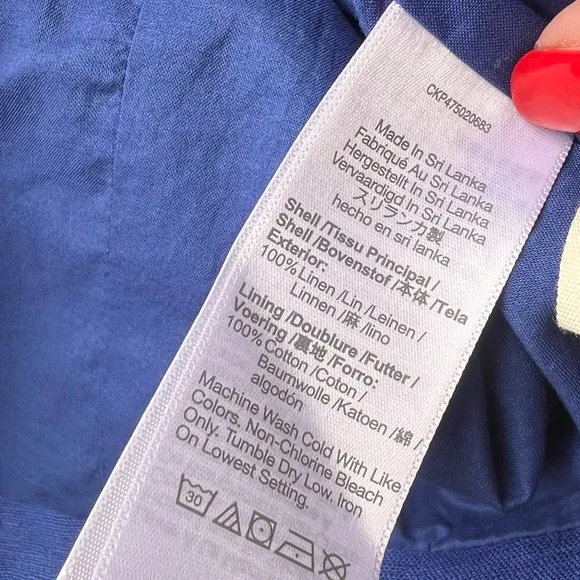 CKP475020683
Made In Sri Lanka
Fabriqué Au Sri Lanka
Hergestelit In Sri Lanka
Vervaardigd In Sri Lanka
スリランカ製
hecho en sri lanka
Shell /Tissu Principal /
Shell /Bovenstof /本体 /Tela
Exterior:
100% Linen /Lin /Leinen /
Linnen /麻 /lino
Lining /Doublure /Futter /
Voering /裏地 /Forro:
100% Cotton /Coton /
Baumwolle /Katoen /綿 /
algodón
Machine Wash Cold With Like
Colors. Non-Chlorine Bleach
Only. Tumble Dry Low. Iron
On Lowest Setting.
30